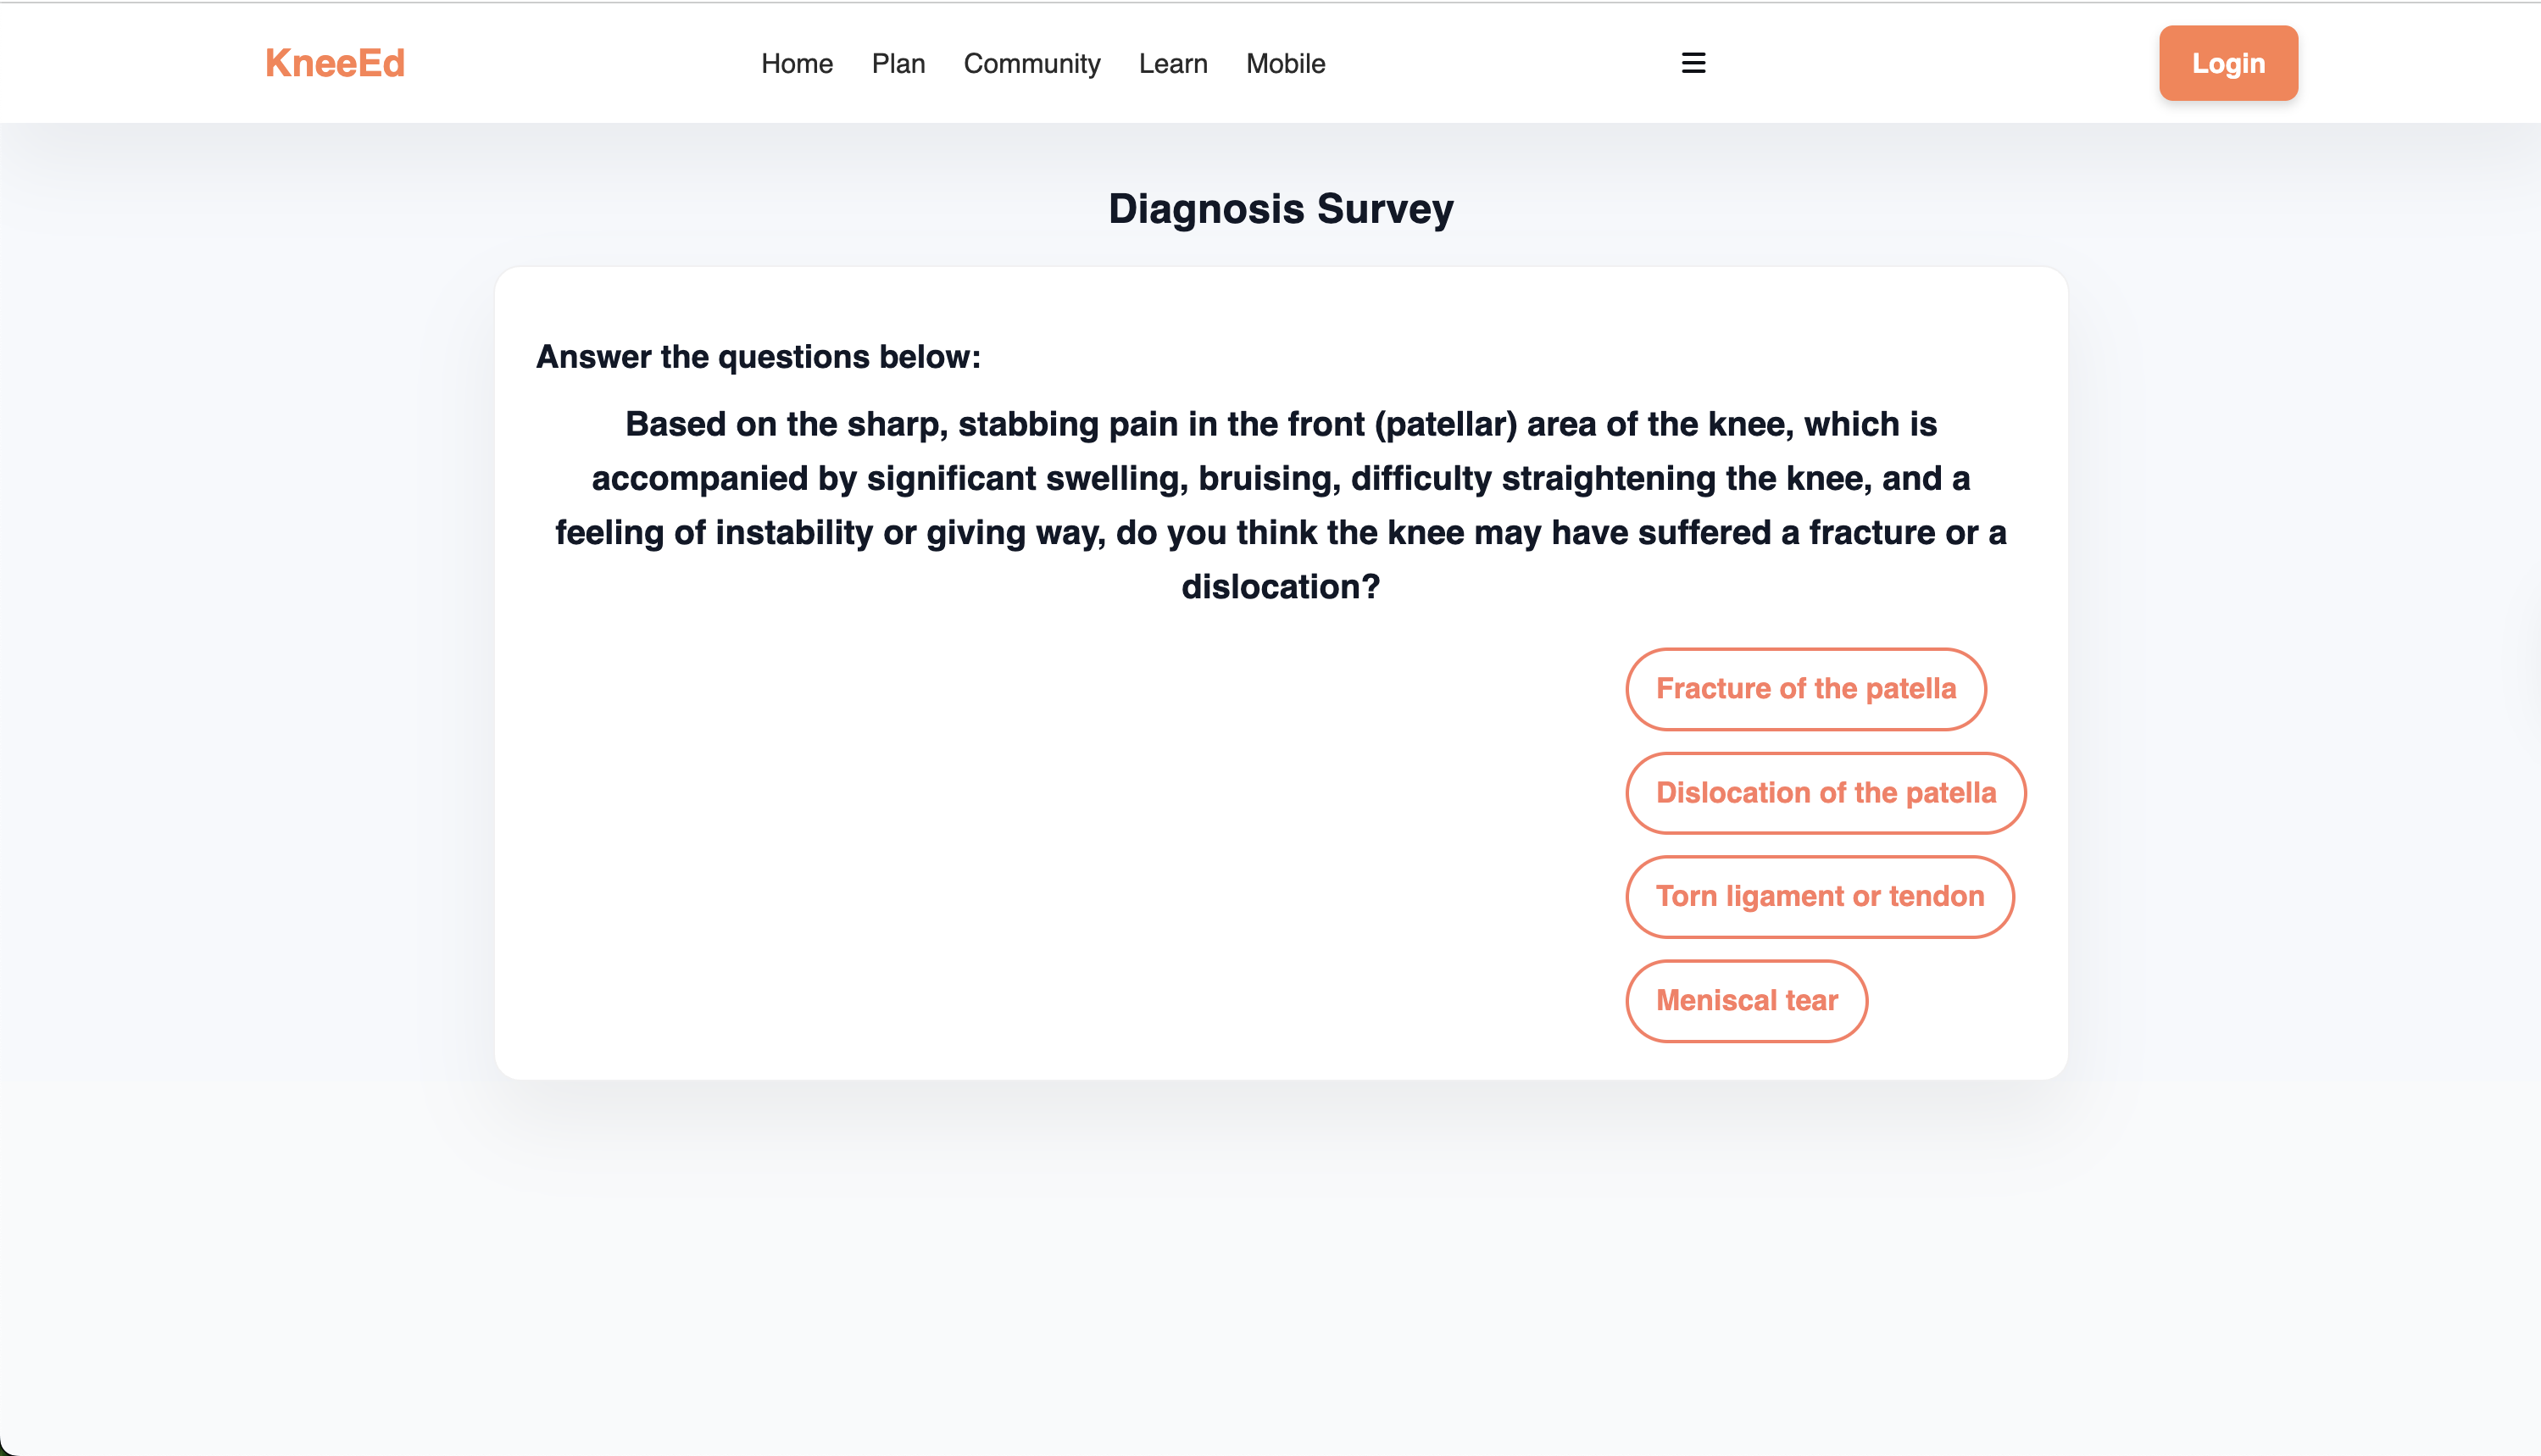 KneeEd
Home Plan Community Learn Mobile
Login
Diagnosis Survey
Answer the questions below:
Based on the sharp, stabbing pain in the front (patellar) area of the knee, which is
accompanied by significant swelling, bruising, difficulty straightening the knee, and a
feeling of instability or giving way, do you think the knee may have suffered a fracture or a
dislocation?
Fracture of the patella
Dislocation of the patella
Torn ligament or tendon
Meniscal tear